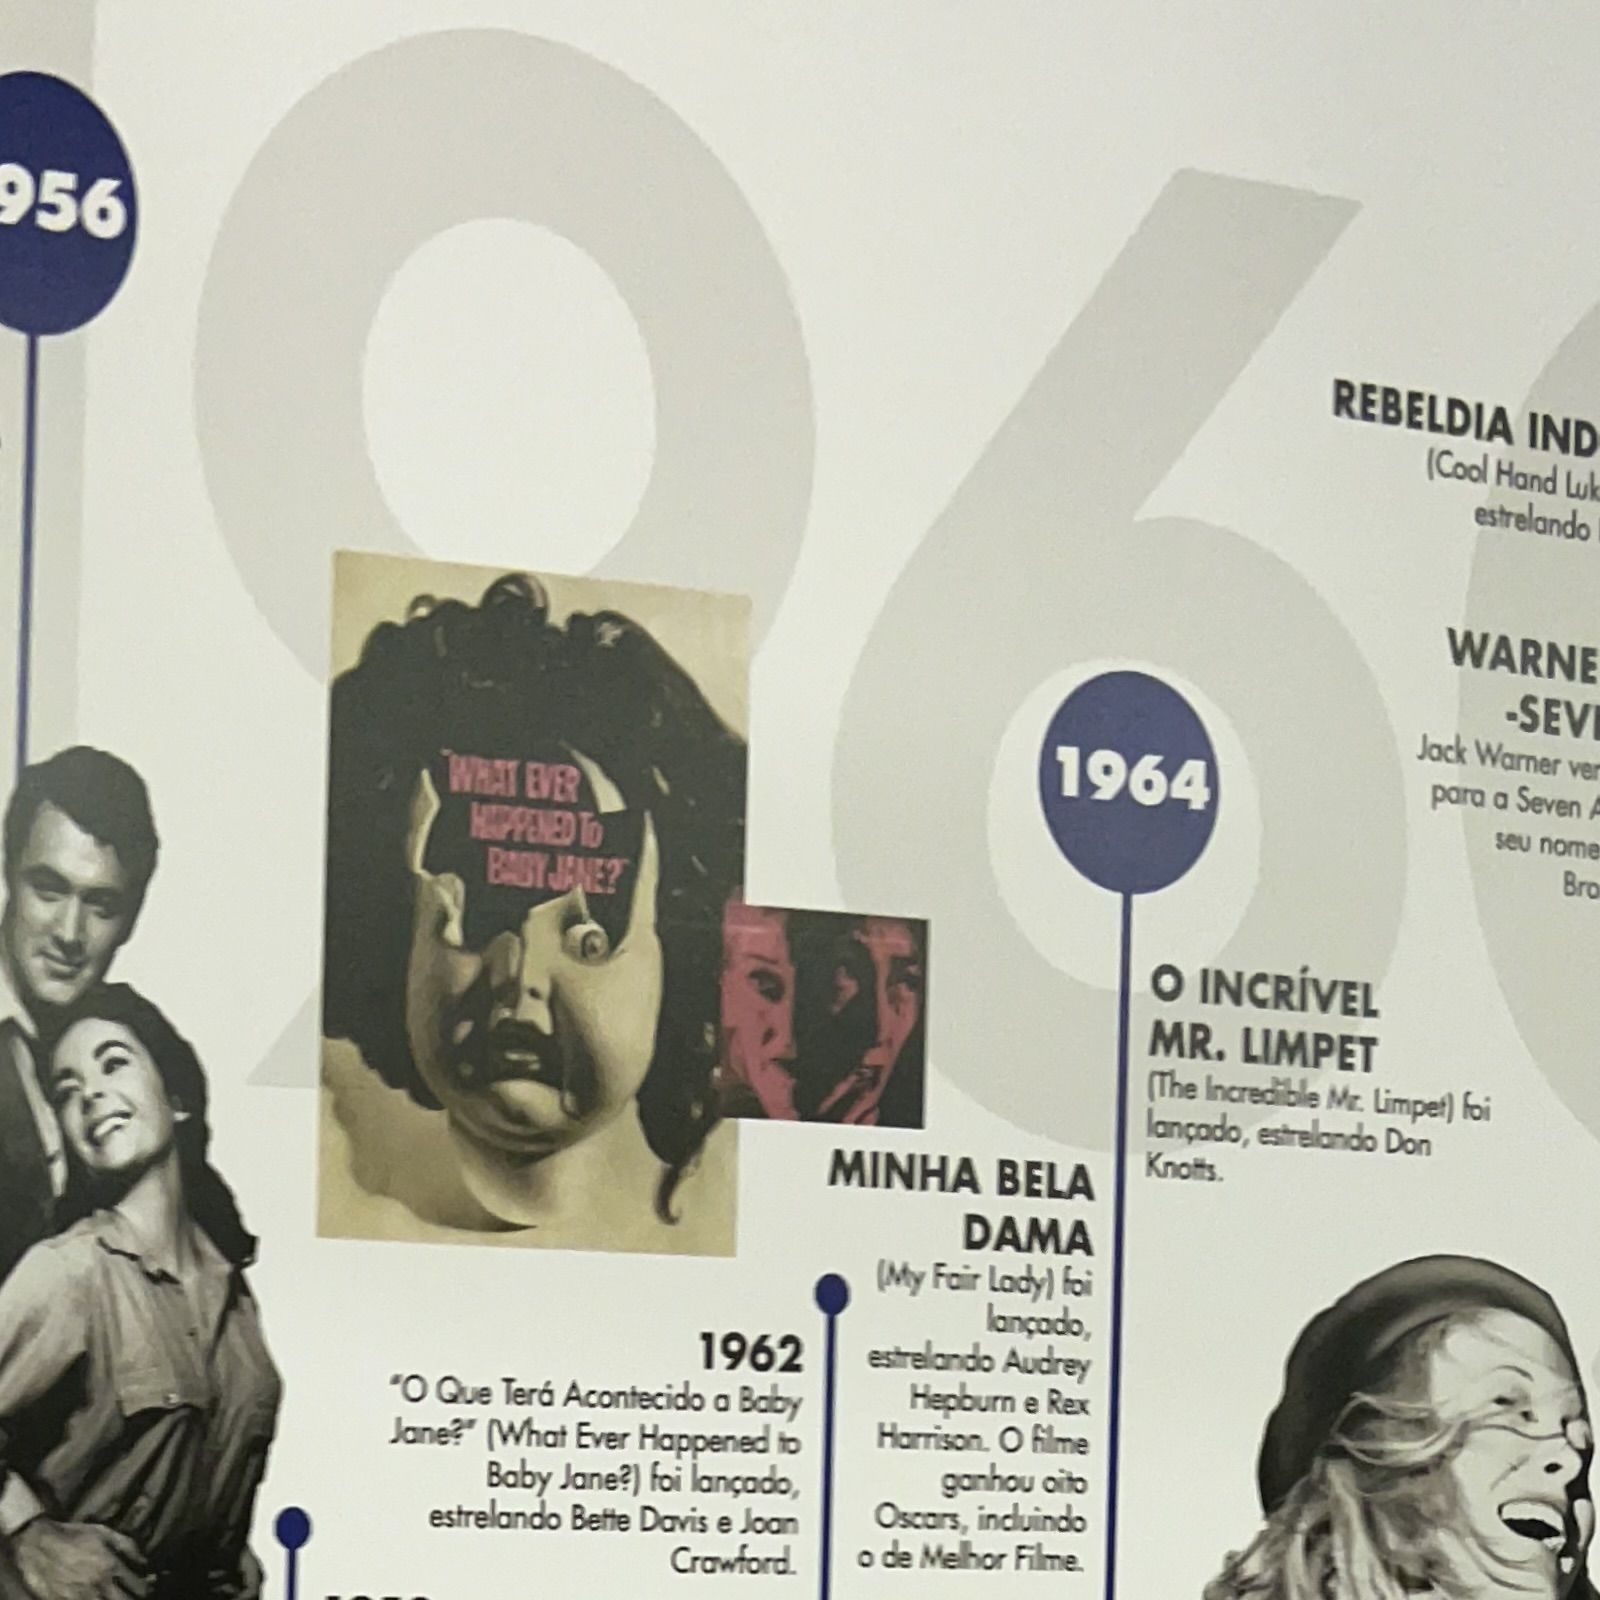 956
196
"WHAT EVER
HAPPENED TO
BABY JANE?"
1962
"O Que Terá Acontecido a Baby
Jane?" (What Ever Happened to
Baby Jane?) foi lançado,
estrelando Bette Davis e Joan
Crawford.
MINHA BELA
DAMA
(My Fair Lady) foi
lançado,
estrelando Audrey
Hepburn e Rex
Harrison. O filme
ganhou oito
Oscars, incluindo
o de Melhor Filme.
1964
O INCRÍVEL
MR. LIMPET
(The Incredible Mr. Limpet) foi
lançado, estrelando Don
Knotts.
REBELDIA IND
(Cool Hand Luk
estrelando
WARNE
-SEVE
Jack Warner ven
para a Seven A
seu nome
Bro